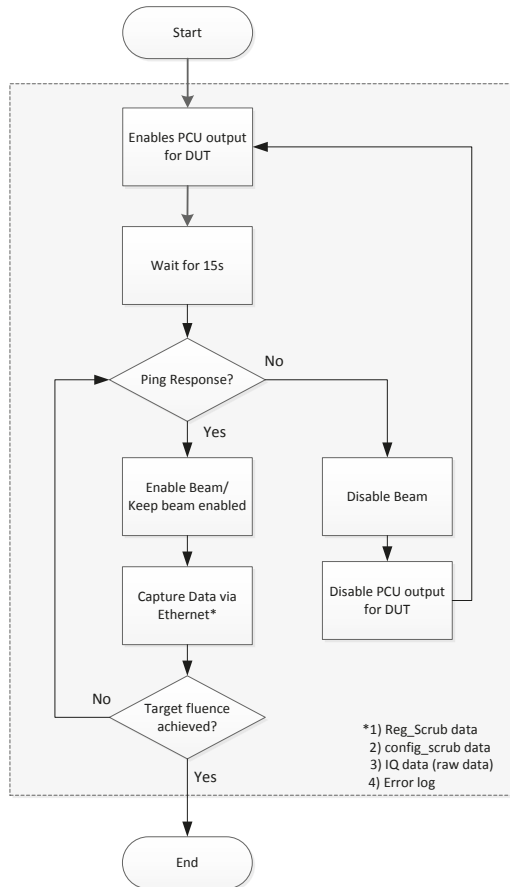 Start
Enables PCU output
for DUT
Wait for 15s
Ping Response?
No
Yes
Enable Beam/
Keep beam enabled
Disable Beam
Capture Data via
Ethernet*
Disable PCU output
for DUT
No
Target fluence
achieved?
Yes
*1) Reg_Scrub data
2) config_scrub data
3) IQ data (raw data)
4) Error log
End